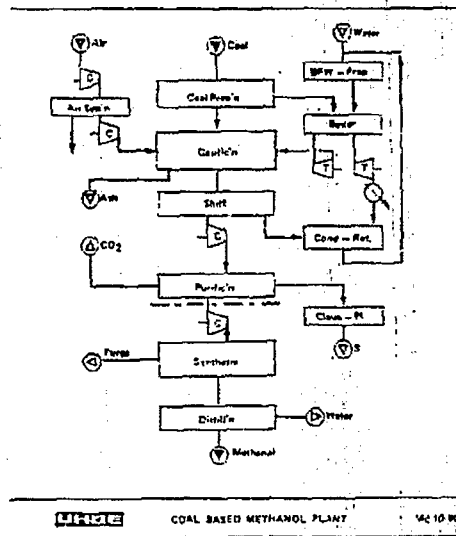 Air
Coal
Water
C
BFW - Prep
Coal Prep'n
Air Sep'n
C
Boiler
Gasific'n
T
T
Ash
Shift
C
Cond - Ret.
CO2
Purific'n
C
Claus - Pl
Purge
Synthesis
S
Distill'n
Water
Methanol
UHDE
COAL BASED METHANOL PLANT